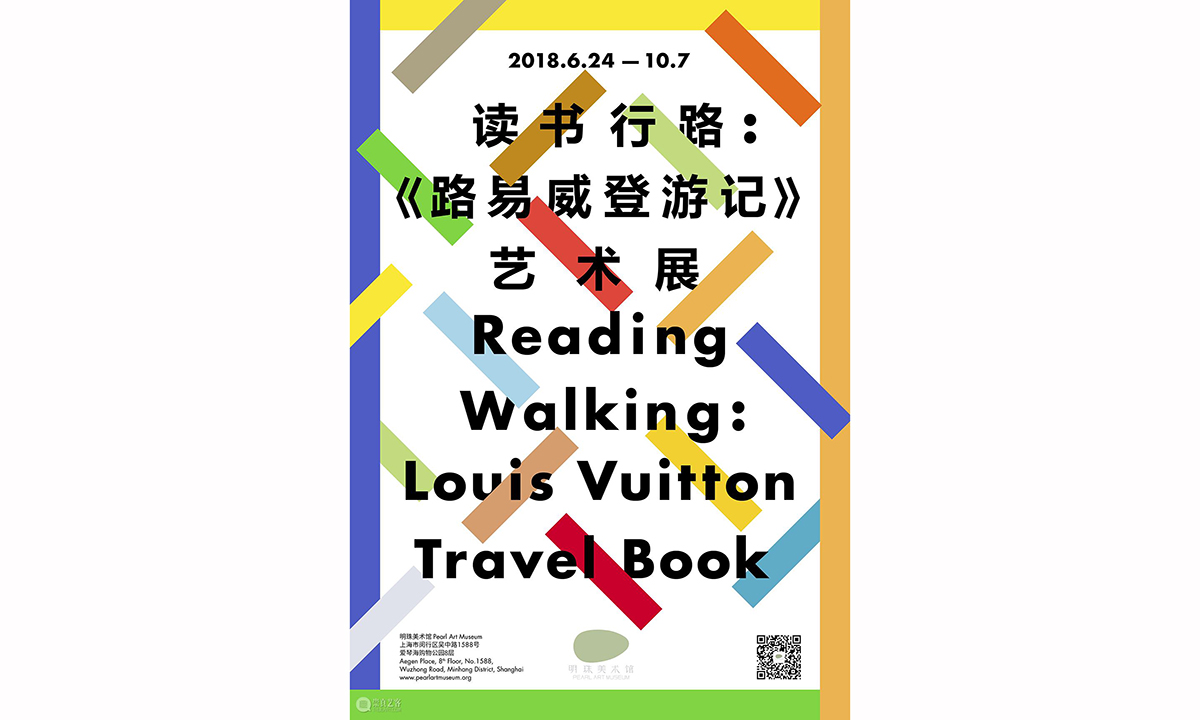 2018.6.24 — 10.7
读书行路：
《路易威登游记》
艺术展
Reading
Walking:
Louis Vuitton
Travel Book
明珠美术馆 Pearl Art Museum
上海市闵行区吴中路1588号
爱琴海购物公园8层
Aegen Place, 8th Floor, No.1588,
Wuzhong Road, Minhang District, Shanghai
www.pearlartmuseum.org
明珠美术馆
PEARL ART MUSEUM